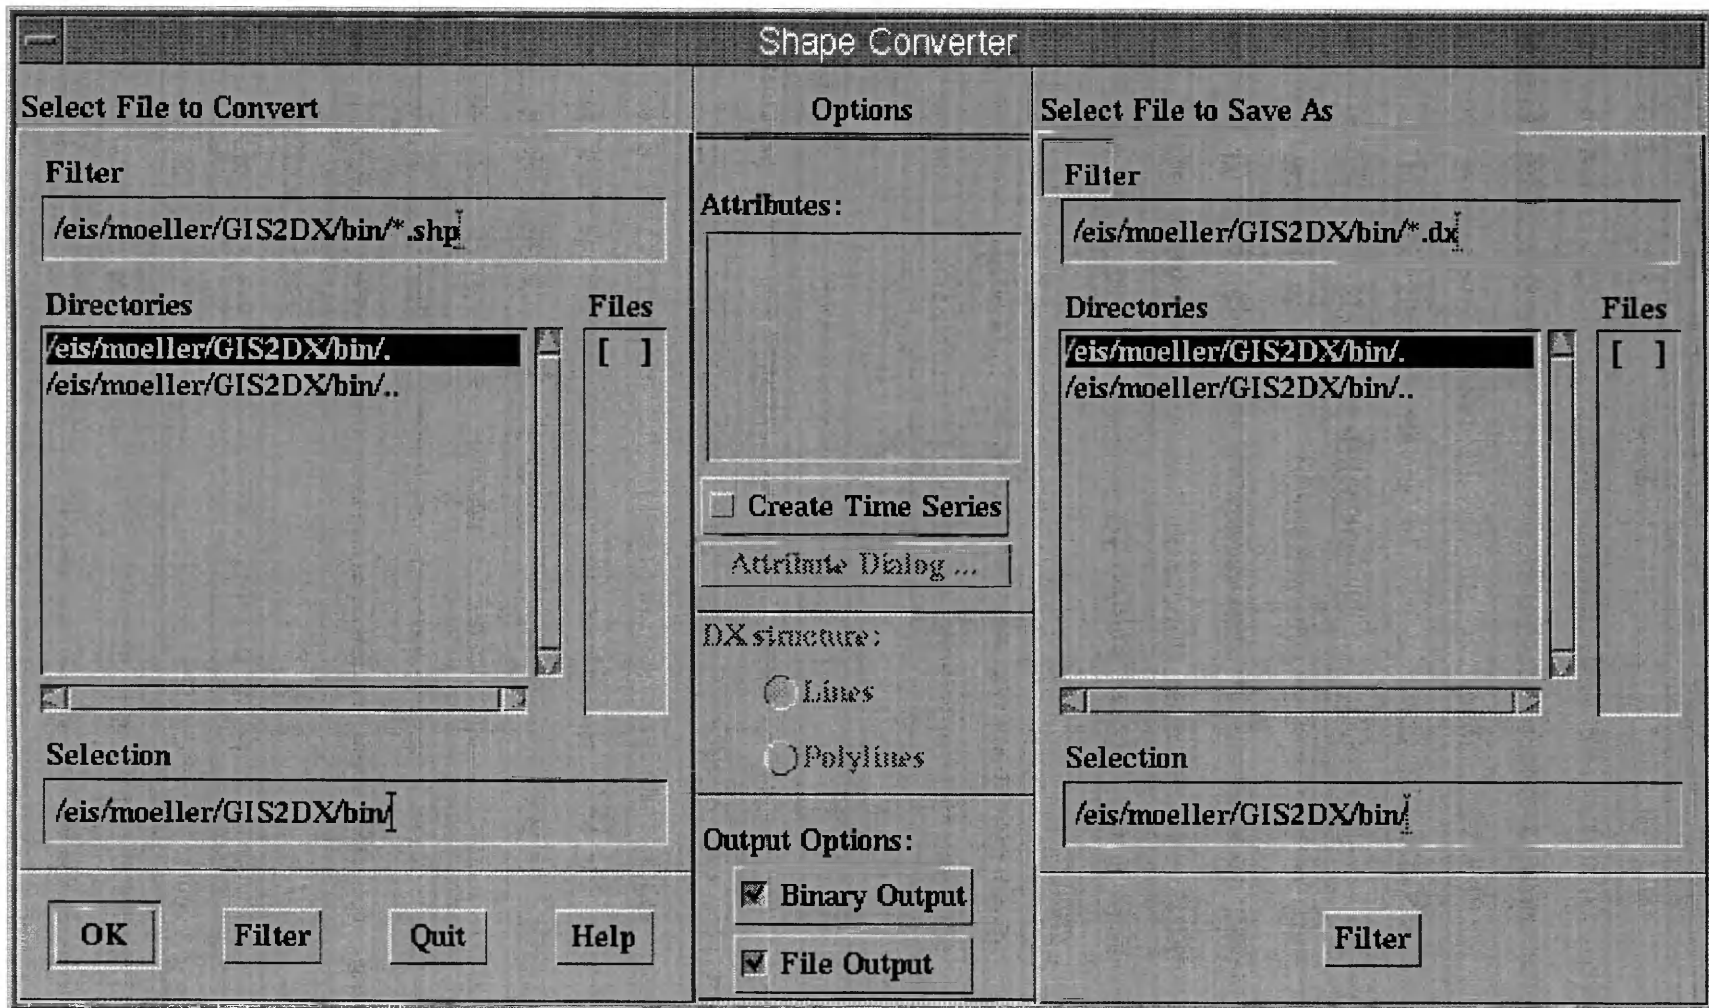 Shape Converter
Select File to Convert
Filter
/eis/moeller/GIS2DX/bin/*.shp
Directories
Files
/eis/moeller/GIS2DX/bin/.
[ ]
/eis/moeller/GIS2DX/bin/..
Selection
/eis/moeller/GIS2DX/bin/
OK
Filter
Quit
Help
Options
Attributes:
Create Time Series
Attribute Dialog ...
DX structure:
Lines
Polylines
Output Options:
Binary Output
File Output
Select File to Save As
Filter
/eis/moeller/GIS2DX/bin/*.dx
Directories
Files
/eis/moeller/GIS2DX/bin/.
[ ]
/eis/moeller/GIS2DX/bin/..
Selection
/eis/moeller/GIS2DX/bin/
Filter